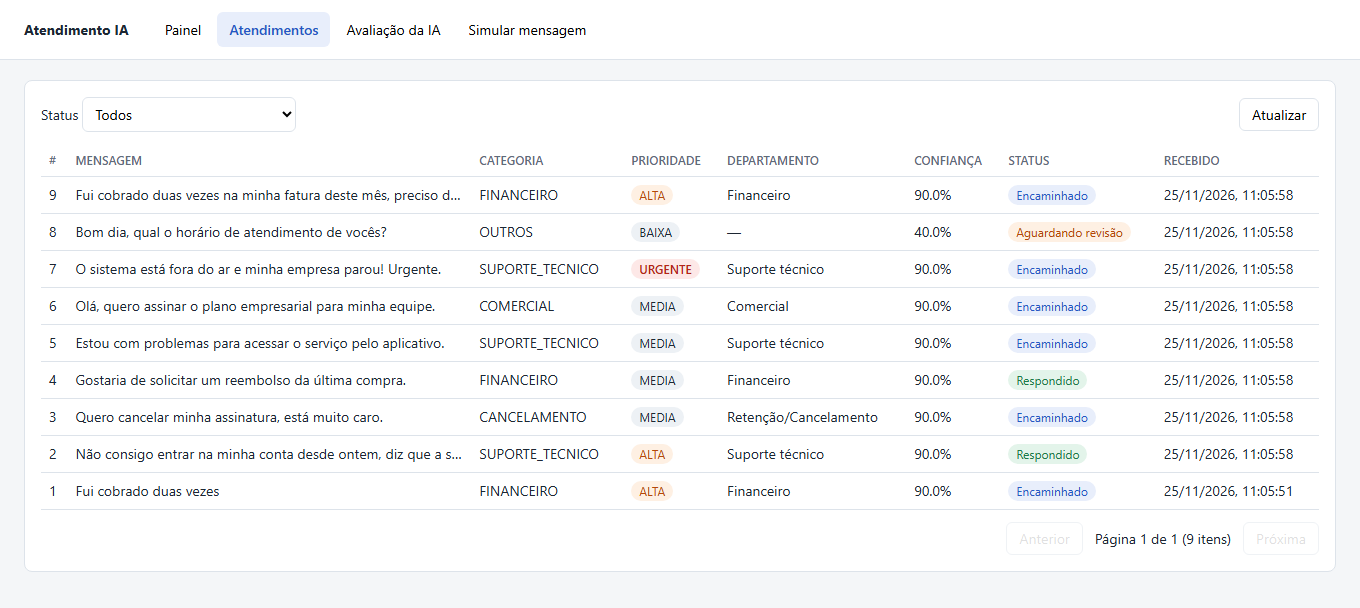 Atendimento IA Painel Atendimentos Avaliação da IA Simular mensagem
Status Todos Atualizar
# MENSAGEM CATEGORIA PRIORIDADE DEPARTAMENTO CONFIANÇA STATUS RECEBIDO
9 Fui cobrado duas vezes na minha fatura deste mês, preciso d... FINANCEIRO ALTA Financeiro 90.0% Encaminhado 25/11/2026, 11:05:58
8 Bom dia, qual o horário de atendimento de vocês? OUTROS BAIXA — 40.0% Aguardando revisão 25/11/2026, 11:05:58
7 O sistema está fora do ar e minha empresa parou! Urgente. SUPORTE_TECNICO URGENTE Suporte técnico 90.0% Encaminhado 25/11/2026, 11:05:58
6 Olá, quero assinar o plano empresarial para minha equipe. COMERCIAL MEDIA Comercial 90.0% Encaminhado 25/11/2026, 11:05:58
5 Estou com problemas para acessar o serviço pelo aplicativo. SUPORTE_TECNICO MEDIA Suporte técnico 90.0% Encaminhado 25/11/2026, 11:05:58
4 Gostaria de solicitar um reembolso da última compra. FINANCEIRO MEDIA Financeiro 90.0% Respondido 25/11/2026, 11:05:58
3 Quero cancelar minha assinatura, está muito caro. CANCELAMENTO MEDIA Retenção/Cancelamento 90.0% Encaminhado 25/11/2026, 11:05:58
2 Não consigo entrar na minha conta desde ontem, diz que a s... SUPORTE_TECNICO ALTA Suporte técnico 90.0% Respondido 25/11/2026, 11:05:58
1 Fui cobrado duas vezes FINANCEIRO ALTA Financeiro 90.0% Encaminhado 25/11/2026, 11:05:51
Anterior Página 1 de 1 (9 itens) Próxima